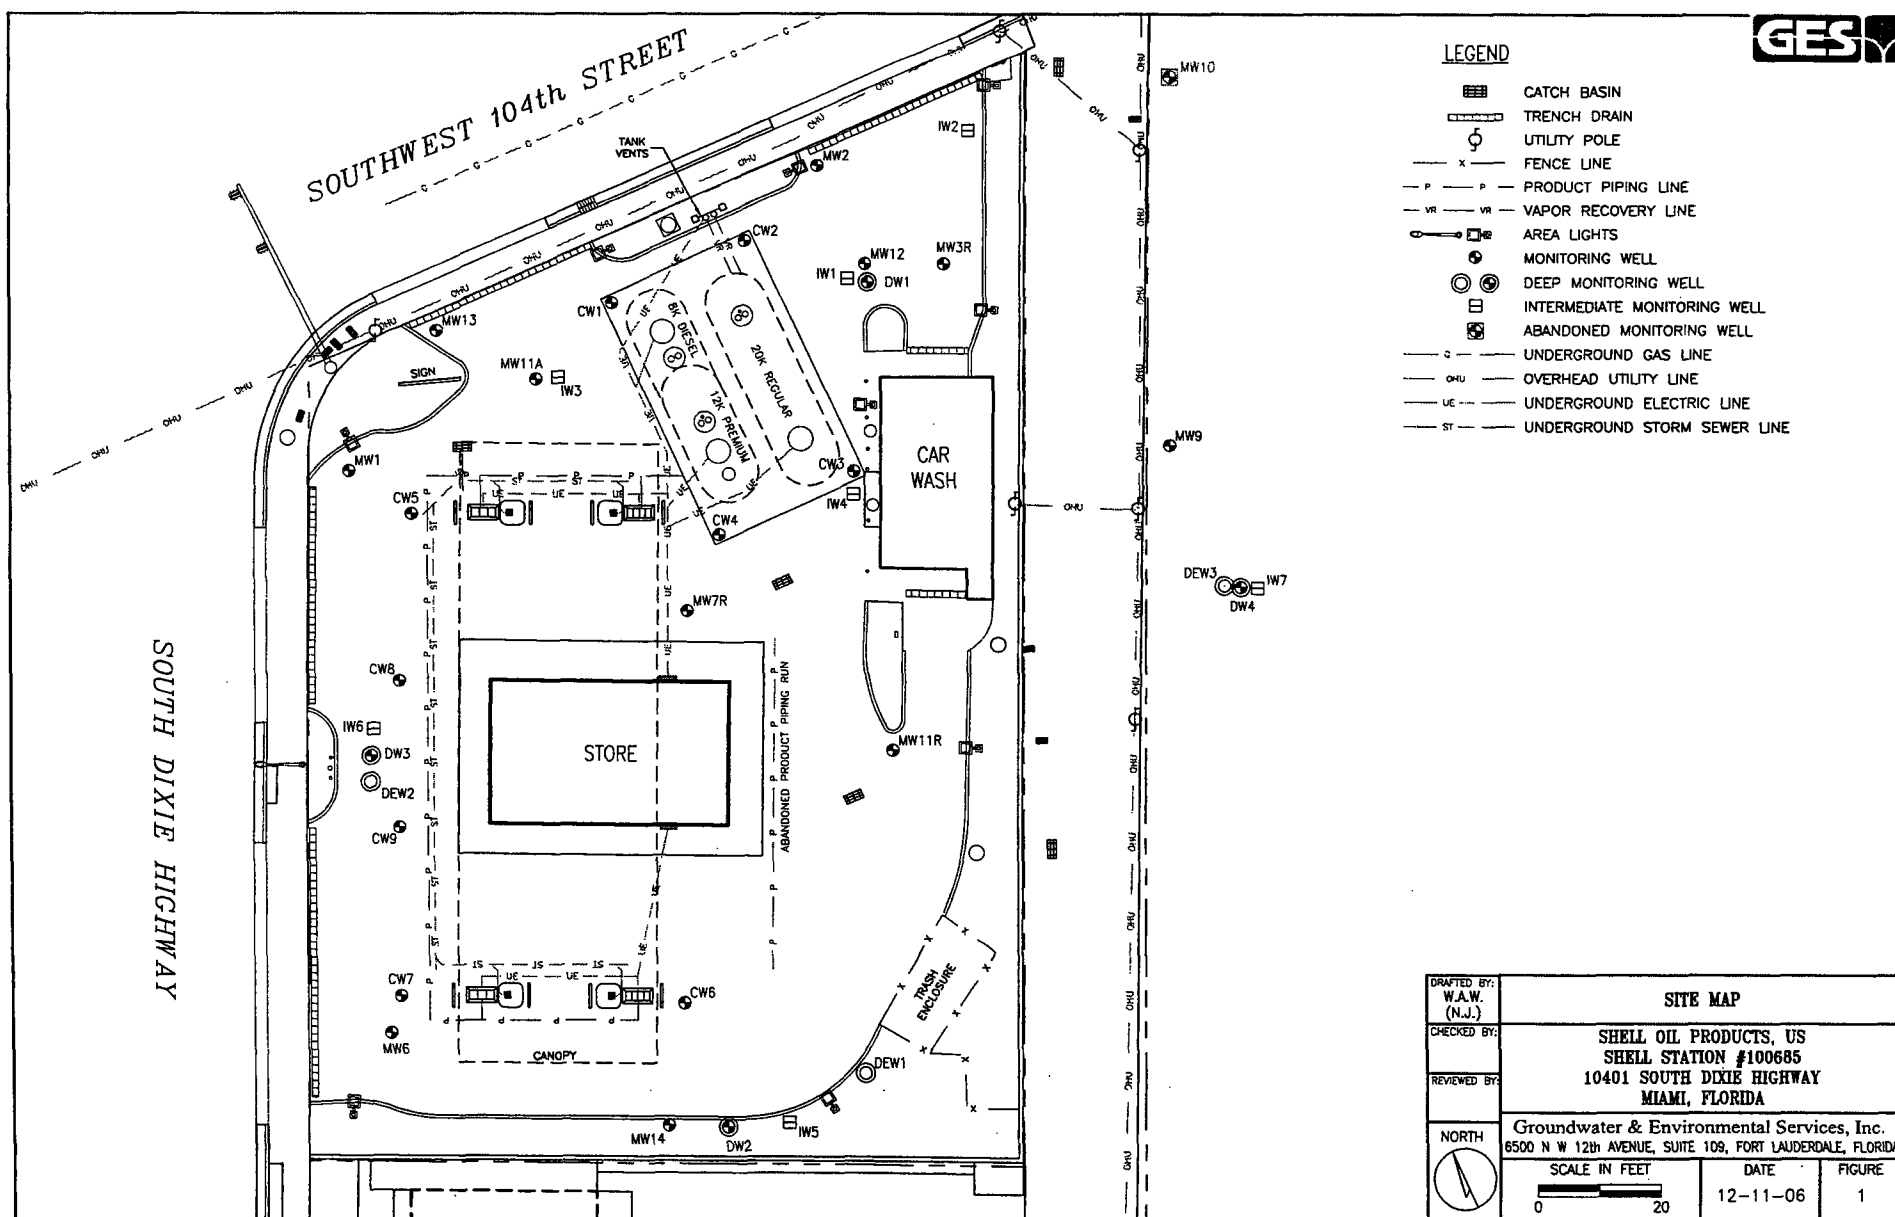 GES
LEGEND
CATCH BASIN
TRENCH DRAIN
UTILITY POLE
x FENCE LINE
P P PRODUCT PIPING LINE
VR VR VAPOR RECOVERY LINE
AREA LIGHTS
MONITORING WELL
DEEP MONITORING WELL
INTERMEDIATE MONITORING WELL
ABANDONED MONITORING WELL
G UNDERGROUND GAS LINE
OHU OVERHEAD UTILITY LINE
UE UNDERGROUND ELECTRIC LINE
ST UNDERGROUND STORM SEWER LINE
SOUTHWEST 104th STREET
SOUTH DIXIE HIGHWAY
TANK
VENTS
MW10
IW2
MW2
CW2
MW12
MW3R
IW1
DW1
CW1
MW13
8K DIESEL
20K REGULAR
12K PREMIUM
SIGN
MW11A
IW3
CAR
WASH
MW9
MW1
CW3
CW5
IW4
CW4
DEW3
IW7
DW4
MW7R
CW8
IW6
DW3
DEW2
CW9
STORE
ABANDONED PRODUCT PIPING RUN
MW11R
TRASH
ENCLOSURE
CW7
CW6
MW6
CANOPY
DEW1
MW14
DW2
IW5
DRAFTED BY:
W.A.W.
(N.J.)
SITE MAP
CHECKED BY:
SHELL OIL PRODUCTS, US
SHELL STATION #100685
10401 SOUTH DIXIE HIGHWAY
MIAMI, FLORIDA
REVIEWED BY:
Groundwater & Environmental Services, Inc.
6500 N W 12th AVENUE, SUITE 109, FORT LAUDERDALE, FLORIDA
NORTH
SCALE IN FEET
0 20
DATE
12-11-06
FIGURE
1